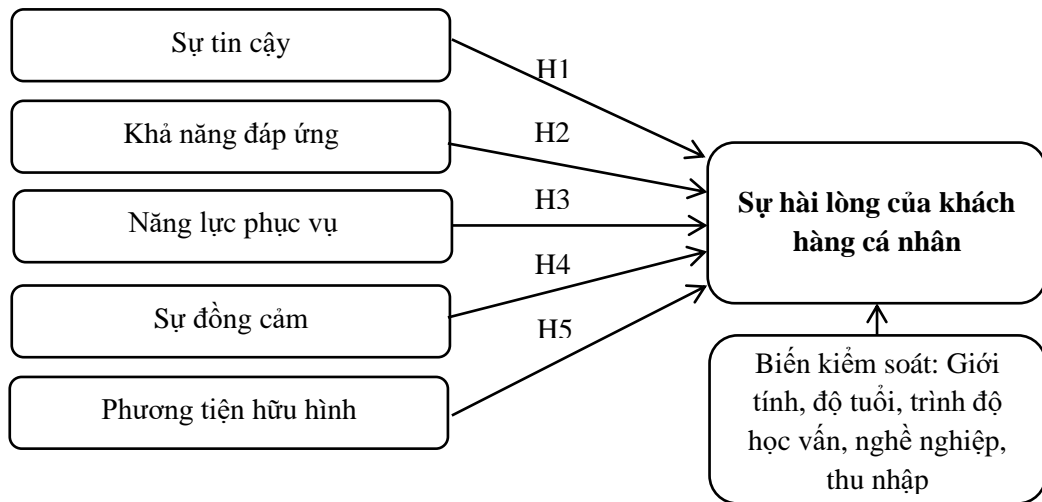 Sự tin cậy
H1
Khả năng đáp ứng
H2
Năng lực phục vụ
H3
Sự đồng cảm
H4
Phương tiện hữu hình
H5
Sự hài lòng của khách
hàng cá nhân
Biến kiểm soát: Giới
tính, độ tuổi, trình độ
học vấn, nghề nghiệp,
thu nhập